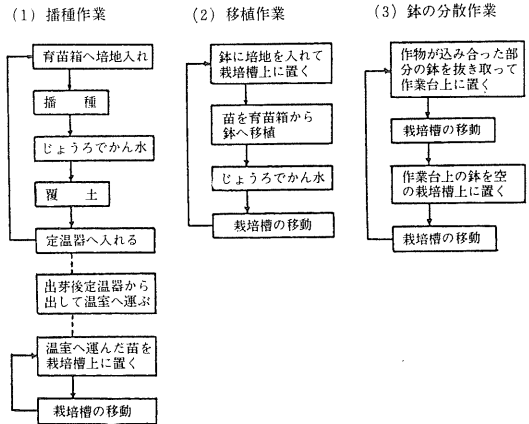 (1) 播種作業
育苗箱へ培地入れ
播　種
じょうろでかん水
覆　土
定温器へ入れる
出芽後定温器から
出して温室へ運ぶ
温室へ運んだ苗を
栽培槽上に置く
栽培槽の移動
(2) 移植作業
鉢に培地を入れて
栽培槽上に置く
苗を育苗箱から
鉢へ移植
じょうろでかん水
栽培槽の移動
(3) 鉢の分散作業
作物が込み合った部
分の鉢を抜き取って
作業台上に置く
栽培槽の移動
作業台上の鉢を空
の栽培槽上に置く
栽培槽の移動